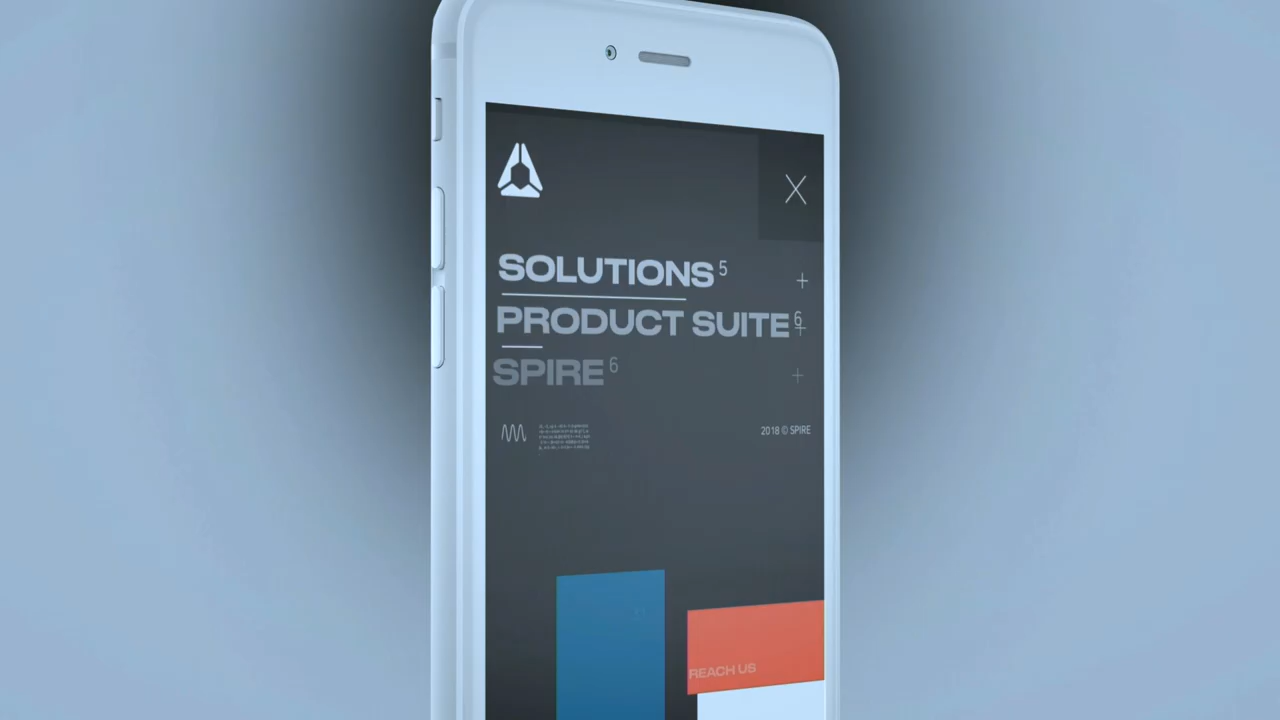 SOLUTIONS 5
PRODUCT SUITE 6
SPIRE 6
2018 © SPIRE
REACH US